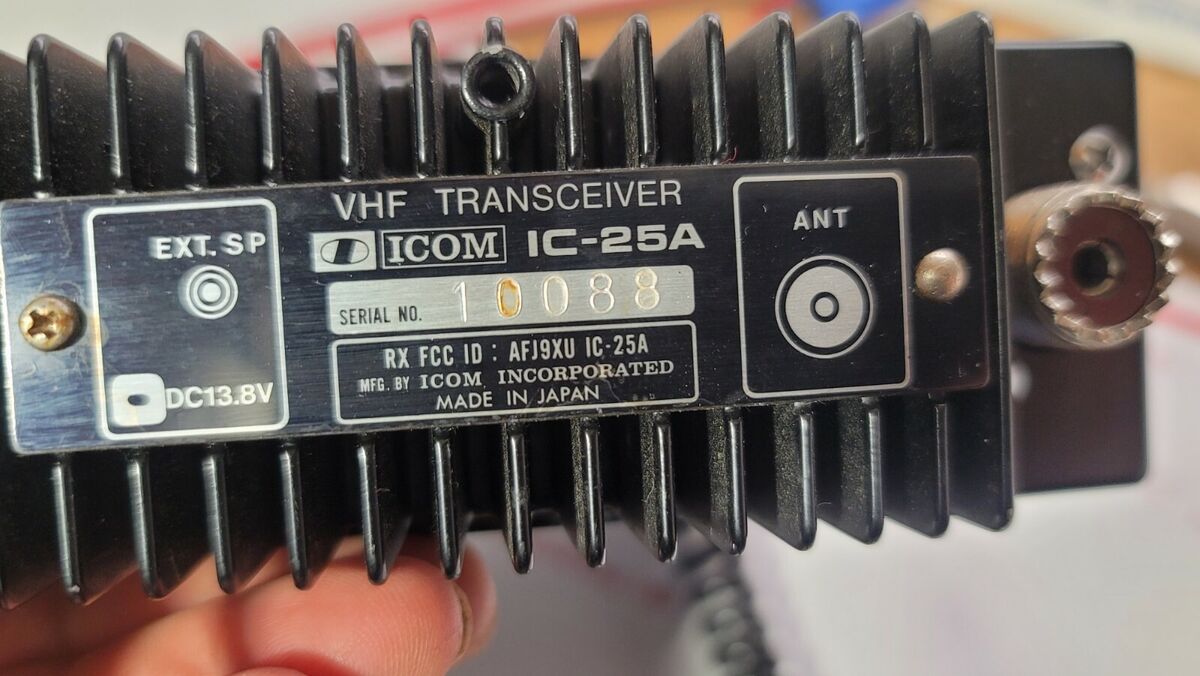 VHF TRANSCEIVER
EXT. SP
ICOM IC-25A
ANT
SERIAL NO. 10088
RX FCC ID : AFJ9XU IC-25A
MFG. BY ICOM INCORPORATED
MADE IN JAPAN
DC13.8V